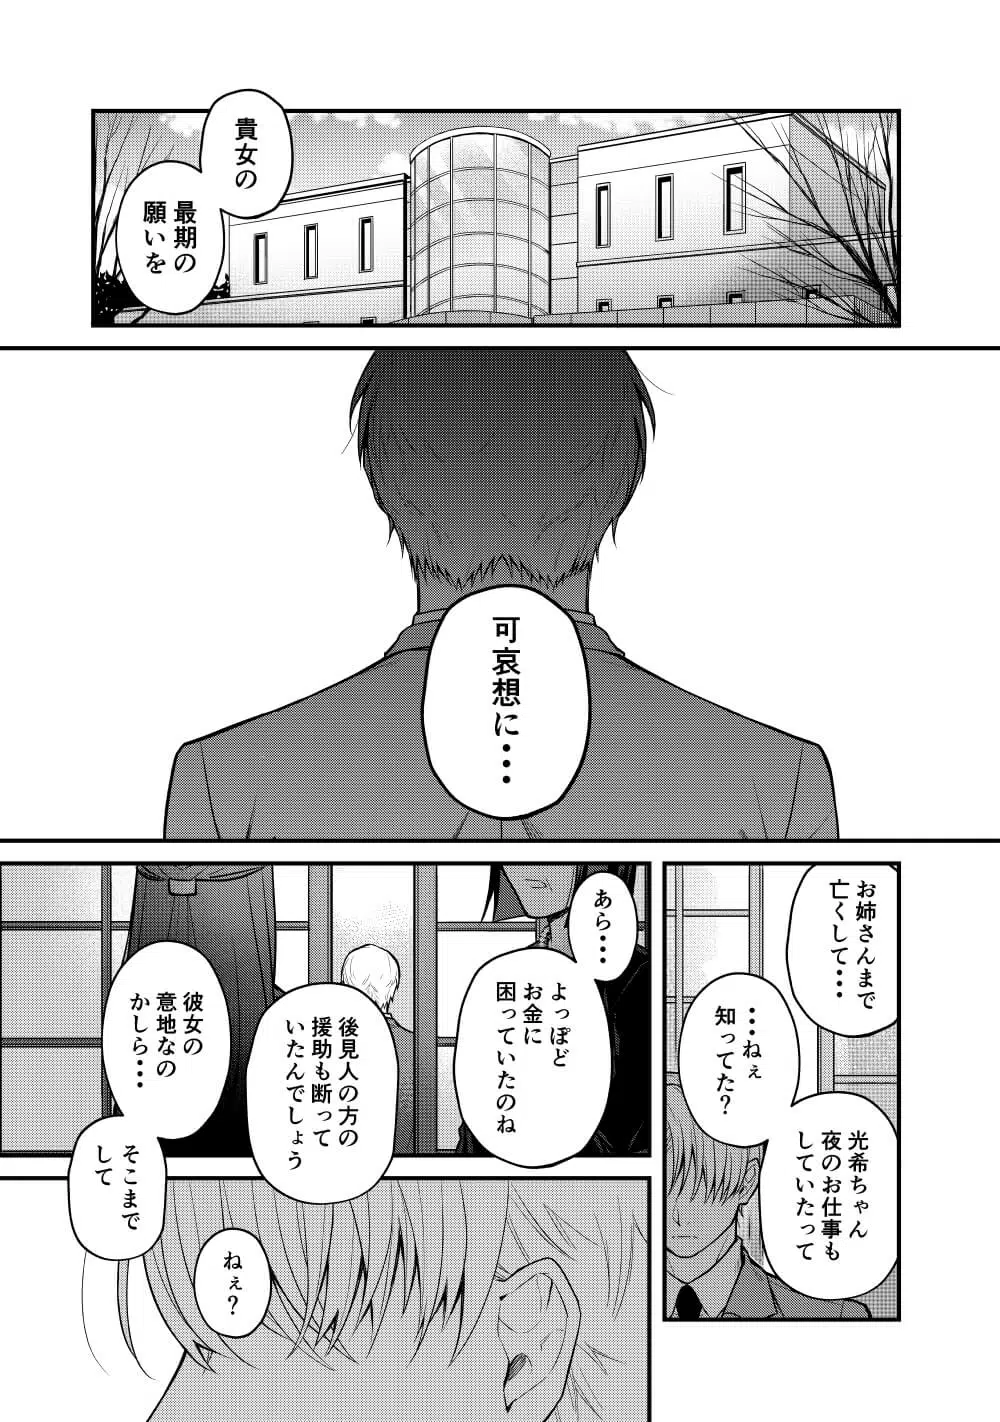 貴女の
最期の
願いを
可哀想に・・・
お姉さんまで
亡くして・・・
・・・ねぇ
知ってた？
光希ちゃん
夜のお仕事も
していたって
あら・・・
よっぽど
お金に
困っていたのね
後見人の方の
援助も断って
いたんでしょう
彼女の
意地なの
かしら・・・
そこまで
して
ねぇ？